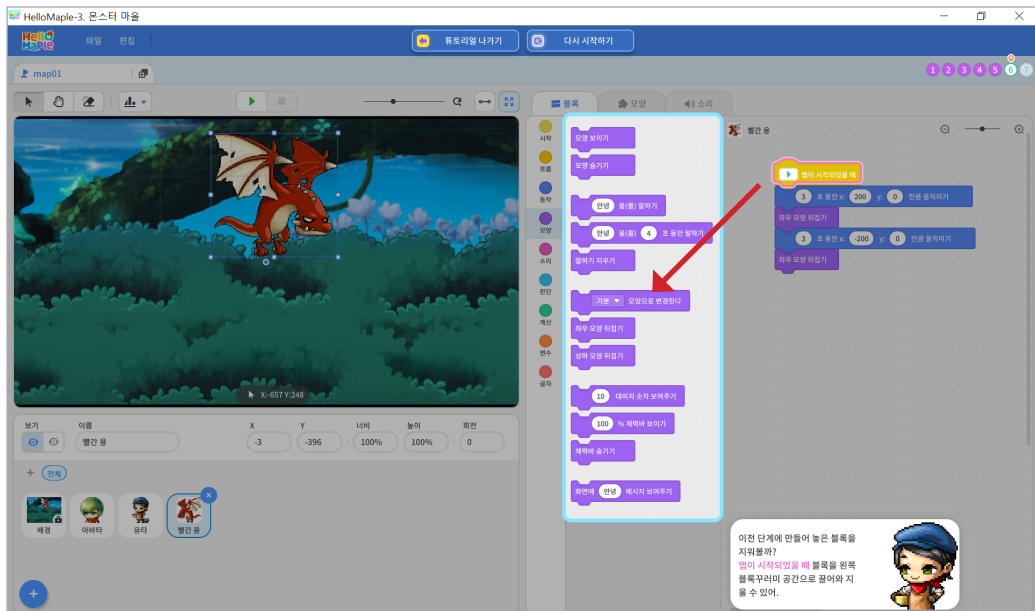 HelloMaple-3. 몬스터 마을
Hello Maple
파일 편집
튜토리얼 나가기
다시 시작하기
map01
1 2 3 4 5 6 7
블록 모양 소리
시작
흐름
동작
모양
소리
판단
계산
변수
글자
모양 보이기
모양 숨기기
안녕 을(를) 말하기
안녕 을(를) 4 초 동안 말하기
말하기 지우기
기본 모양으로 변경한다
좌우 모양 뒤집기
상하 모양 뒤집기
10 대미지 숫자 보여주기
100 % 체력바 보이기
체력바 숨기기
화면에 안녕 메시지 보여주기
빨간 용
맵이 시작되었을 때
3 초 동안 x: 200 y: 0 만큼 움직이기
좌우 모양 뒤집기
3 초 동안 x: -200 y: 0 만큼 움직이기
좌우 모양 뒤집기
X:-657 Y:248
보기 이름 X Y 너비 높이 회전
빨간 용 -3 -396 100% 100% 0
전체
배경 아바타 유타 빨간 용
이전 단계에 만들어 놓은 블록을
지워볼까?
맵이 시작되었을 때 블록을 왼쪽
블록꾸러미 공간으로 끌어와 지
울 수 있어.